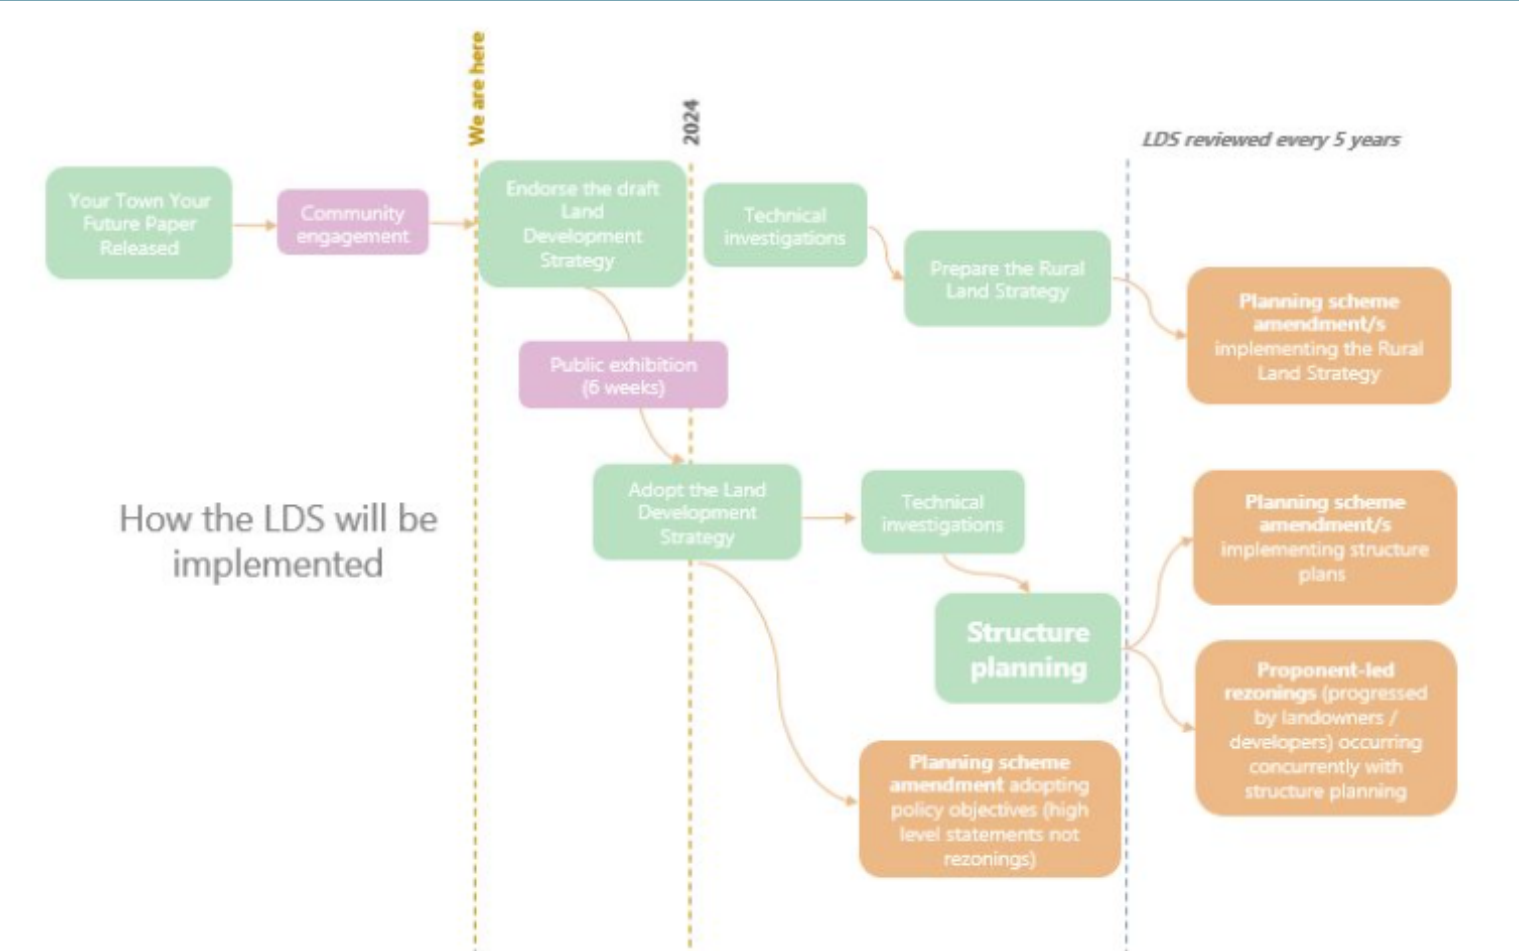 We are here
2024
LDS reviewed every 5 years
Your Town Your
Future Paper
Released
Community
engagement
Endorse the draft
Land
Development
Strategy
Technical
investigations
Prepare the Rural
Land Strategy
Planning scheme
amendment/s
implementing the Rural
Land Strategy
Public exhibition
(6 weeks)
How the LDS will be
implemented
Adopt the Land
Development
Strategy
Technical
investigations
Planning scheme
amendment/s
implementing structure
plans
Structure
planning
Proponent-led
rezonings (progressed
by landowners /
developers) occurring
concurrently with
structure planning
Planning scheme
amendment adopting
policy objectives (high
level statements not
rezonings)